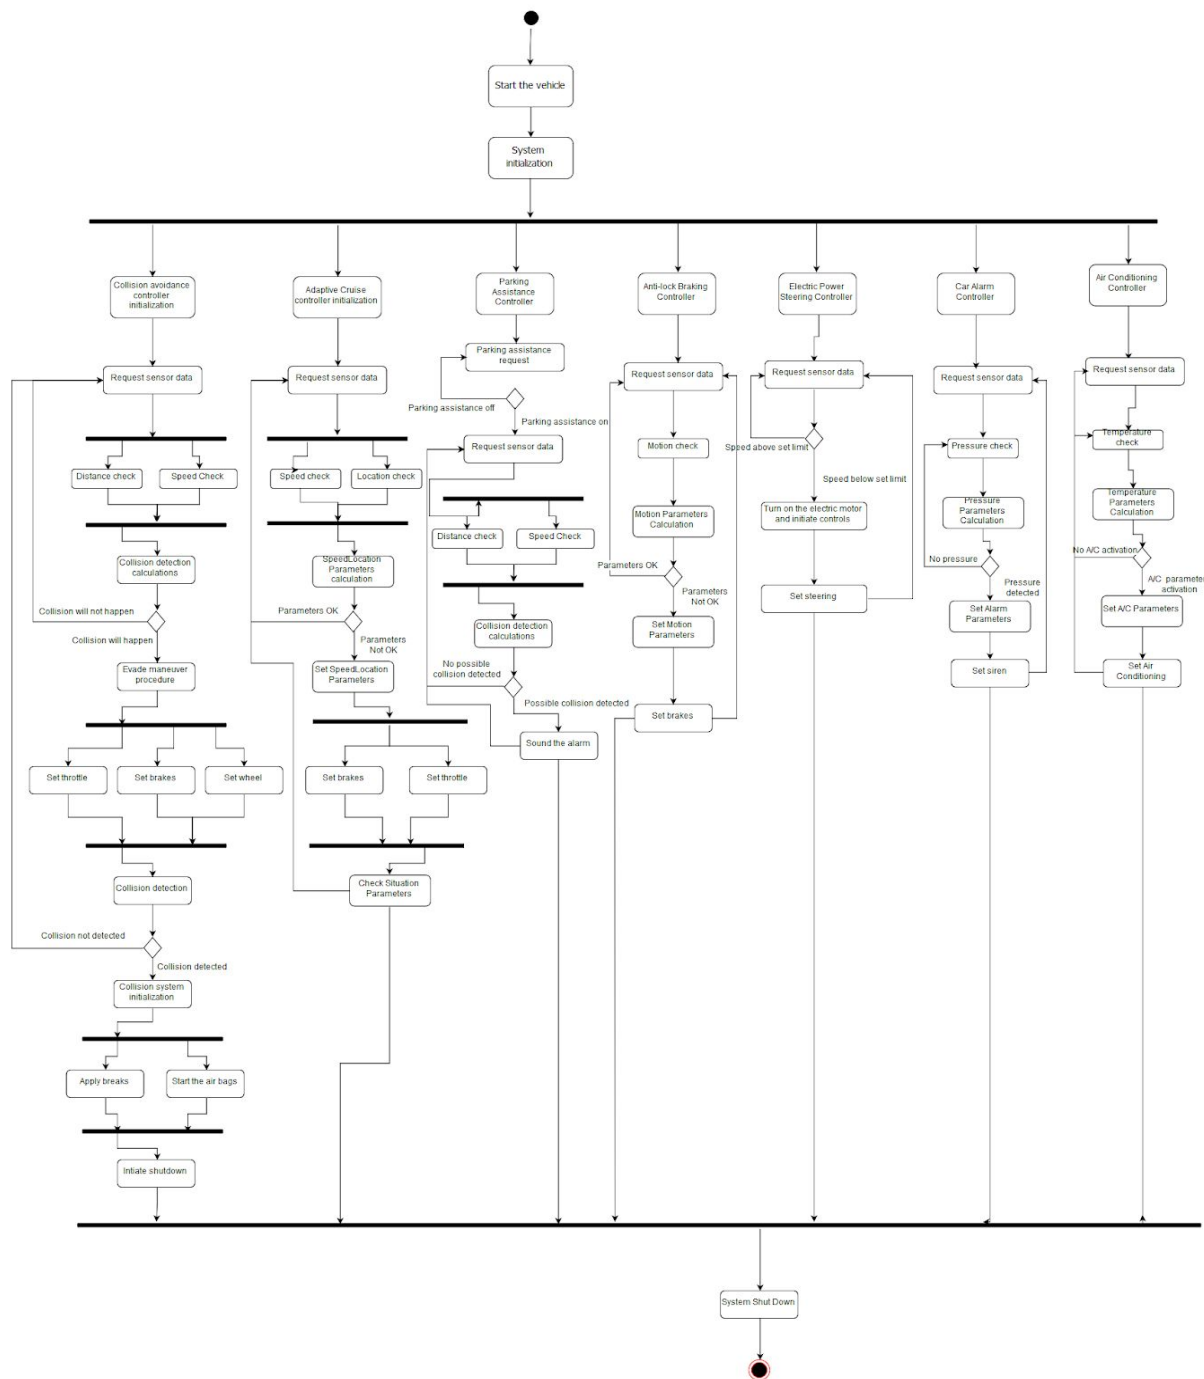 Start the vehicle
System
initialization
Collision avoidance
controller
initialization
Adaptive Cruise
controller initialization
Parking
Assistance
Controller
Anti-lock Braking
Controller
Electric Power
Steering Controller
Car Alarm
Controller
Air Conditioning
Controller
Request sensor data
Request sensor data
Parking assistance
request
Request sensor data
Request sensor data
Request sensor data
Request sensor data
Parking assistance off
Parking assistance on
Request sensor data
Motion check
Speed above set limit
Pressure check
Temperature
check
Distance check
Speed Check
Speed check
Location check
Speed below set limit
Distance check
Speed Check
Motion Parameters
Calculation
Turn on the electric motor
and initiate controls
Pressure
Parameters
Calculation
Temperature
Parameters
Calculation
Collision detection
calculations
SpeedLocation
Parameters
calculation
Parameters OK
Parameters
Not OK
No pressure
Pressure
detected
No A/C activation
A/C parameter
activation
Collision will not happen
Collision will happen
Parameters OK
Parameters
Not OK
Collision detection
calculations
Set Motion
Parameters
Set steering
Set Alarm
Parameters
Set A/C Parameters
Evade maneuver
procedure
Set SpeedLocation
Parameters
No possible
collision detected
Possible collision detected
Set brakes
Set siren
Set Air
Conditioning
Sound the alarm
Set throttle
Set brakes
Set wheel
Set brakes
Set throttle
Collision detection
Check Situation
Parameters
Collision not detected
Collision detected
Collision system
initialization
Apply breaks
Start the air bags
Intiate shutdown
System Shut Down